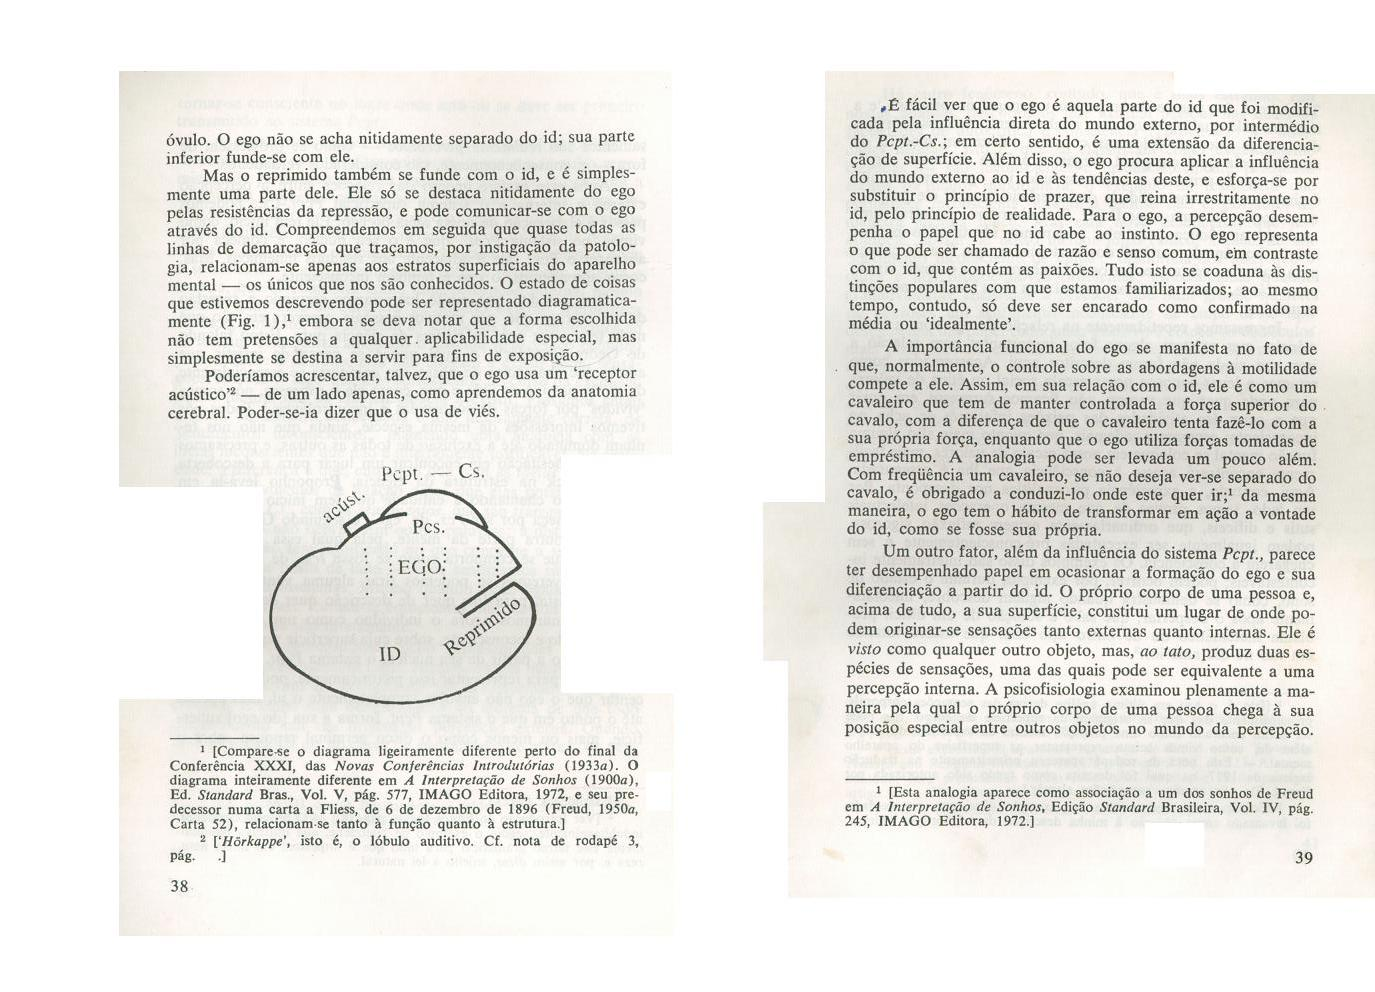 óvulo. O ego não se acha nitidamente separado do id; sua parte
inferior funde-se com ele.
Mas o reprimido também se funde com o id, e é simples-
mente uma parte dele. Ele só se destaca nitidamente do ego
pelas resistências da repressão, e pode comunicar-se com o ego
através do id. Compreendemos em seguida que quase todas as
linhas de demarcação que traçamos, por instigação da patolo-
gia, relacionam-se apenas aos estratos superficiais do aparelho
mental — os únicos que nos são conhecidos. O estado de coisas
que estivemos descrevendo pode ser representado diagramatica-
mente (Fig. 1),¹ embora se deva notar que a forma escolhida
não tem pretensões a qualquer aplicabilidade especial, mas
simplesmente se destina a servir para fins de exposição.
Poderíamos acrescentar, talvez, que o ego usa um ‘receptor
acústico’² — de um lado apenas, como aprendemos da anatomia
cerebral. Poder-se-ia dizer que o usa de viés.
Pcpt. — Cs.
acúst.
Pcs.
EGO
Reprimido
ID
¹ [Compare-se o diagrama ligeiramente diferente perto do final da
Conferência XXXI, das Novas Conferências Introdutórias (1933a). O
diagrama inteiramente diferente em A Interpretação de Sonhos (1900a),
Ed. Standard Bras., Vol. V, pág. 577, IMAGO Editora, 1972, e seu pre-
decessor numa carta a Fliess, de 6 de dezembro de 1896 (Freud, 1950a,
Carta 52), relacionam-se tanto à função quanto à estrutura.]
² [‘Hörkappe’, isto é, o lóbulo auditivo. Cf. nota de rodapé 3,
pág. .]
38
É fácil ver que o ego é aquela parte do id que foi modifi-
cada pela influência direta do mundo externo, por intermédio
do Pcpt.-Cs.; em certo sentido, é uma extensão da diferencia-
ção de superfície. Além disso, o ego procura aplicar a influência
do mundo externo ao id e às tendências deste, e esforça-se por
substituir o princípio de prazer, que reina irrestritamente no
id, pelo princípio de realidade. Para o ego, a percepção desem-
penha o papel que no id cabe ao instinto. O ego representa
o que pode ser chamado de razão e senso comum, em contraste
com o id, que contém as paixões. Tudo isto se coaduna às dis-
tinções populares com que estamos familiarizados; ao mesmo
tempo, contudo, só deve ser encarado como confirmado na
média ou ‘idealmente’.
A importância funcional do ego se manifesta no fato de
que, normalmente, o controle sobre as abordagens à motilidade
compete a ele. Assim, em sua relação com o id, ele é como um
cavaleiro que tem de manter controlada a força superior do
cavalo, com a diferença de que o cavaleiro tenta fazê-lo com a
sua própria força, enquanto que o ego utiliza forças tomadas de
empréstimo. A analogia pode ser levada um pouco além.
Com freqüência um cavaleiro, se não deseja ver-se separado do
cavalo, é obrigado a conduzi-lo onde este quer ir;¹ da mesma
maneira, o ego tem o hábito de transformar em ação a vontade
do id, como se fosse sua própria.
Um outro fator, além da influência do sistema Pcpt., parece
ter desempenhado papel em ocasionar a formação do ego e sua
diferenciação a partir do id. O próprio corpo de uma pessoa e,
acima de tudo, a sua superfície, constitui um lugar de onde po-
dem originar-se sensações tanto externas quanto internas. Ele é
visto como qualquer outro objeto, mas, ao tato, produz duas es-
pécies de sensações, uma das quais pode ser equivalente a uma
percepção interna. A psicofisiologia examinou plenamente a ma-
neira pela qual o próprio corpo de uma pessoa chega à sua
posição especial entre outros objetos no mundo da percepção.
¹ [Esta analogia aparece como associação a um dos sonhos de Freud
em A Interpretação de Sonhos, Edição Standard Brasileira, Vol. IV, pág.
245, IMAGO Editora, 1972.]
39